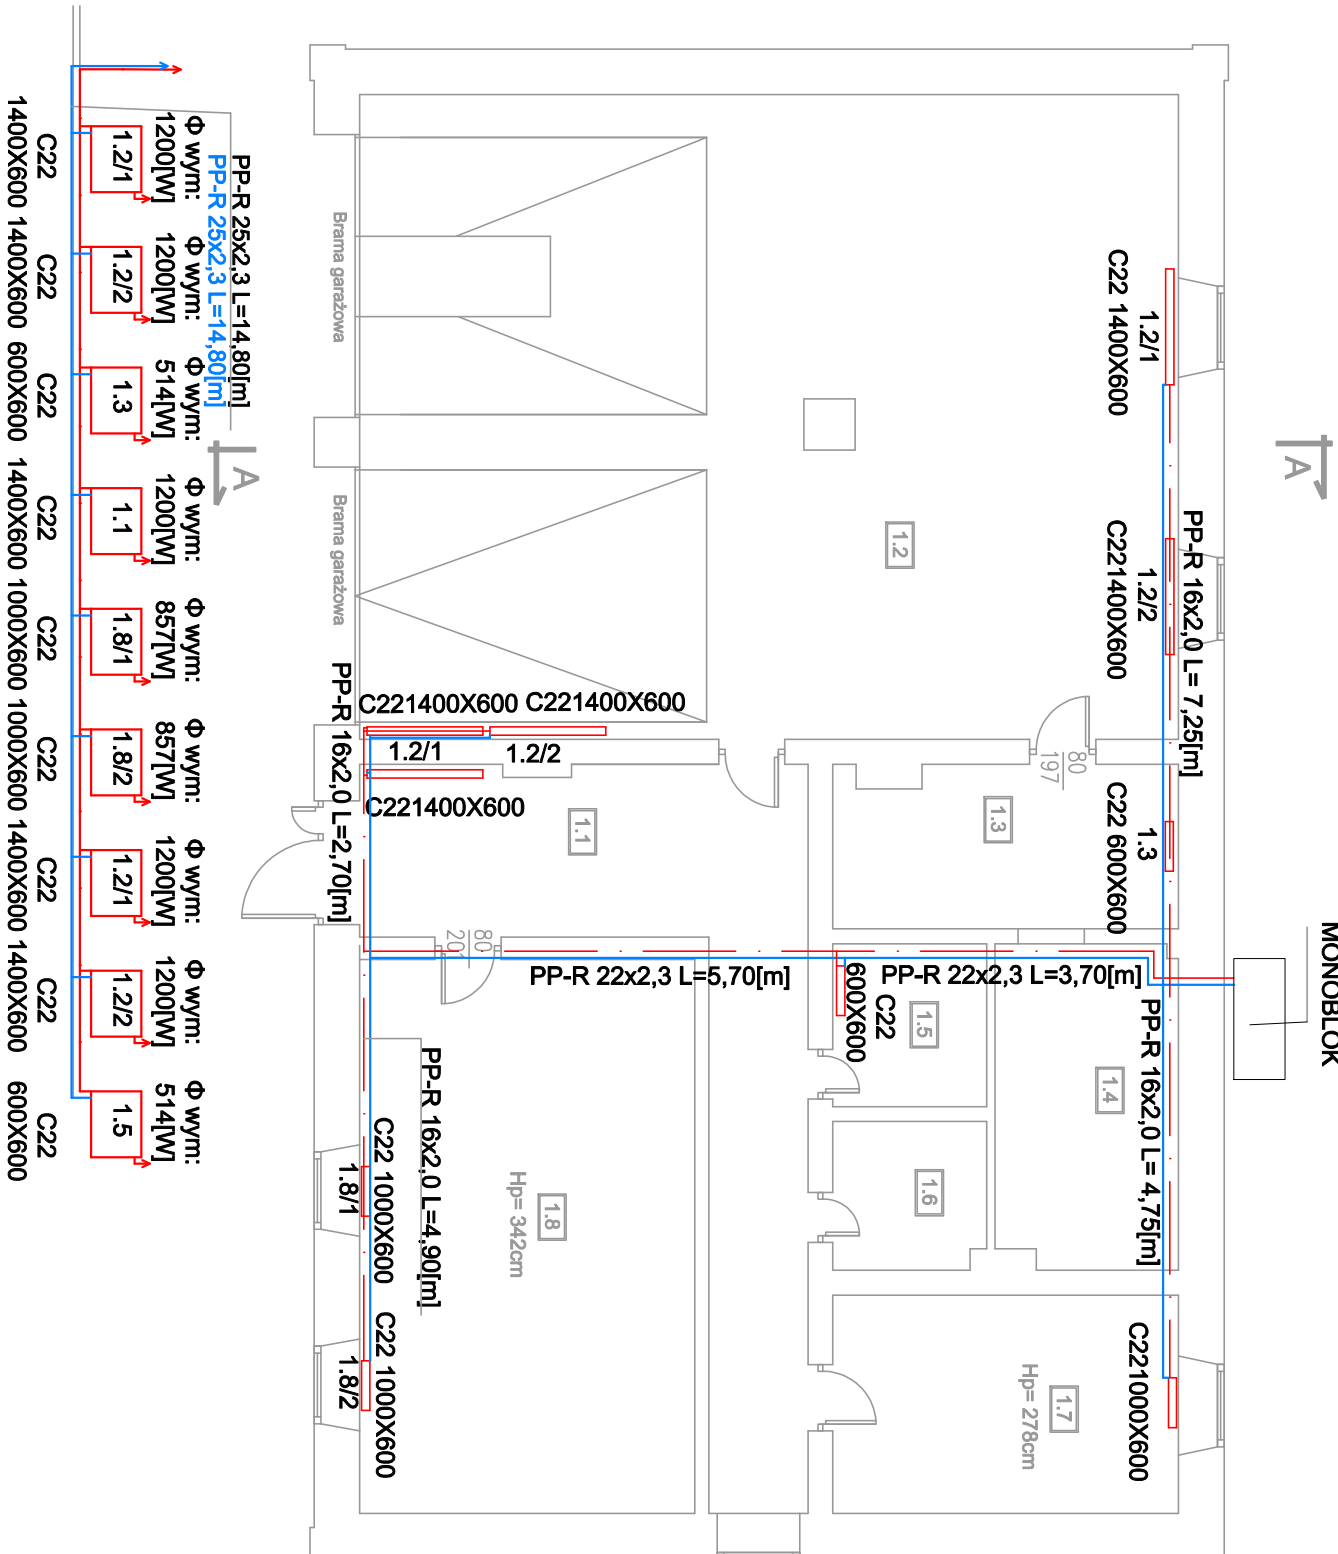 MONOBLOK
A
A
1.2/1
C22 1400X600
1.2/2
C221400X600
PP-R 16x2,0 L= 7,25[m]
1.3
C22 600X600
PP-R 16x2,0 L= 4,75[m]
C221000X600
80
197
1.2
1.3
1.1
1.4
1.5
1.6
1.7
Hp= 278cm
1.8
Hp= 342cm
C22
600X600
PP-R 22x2,3 L=3,70[m]
PP-R 22x2,3 L=5,70[m]
C221400X600
C221400X600
1.2/1
1.2/2
C221400X600
80
201
PP-R 16x2,0 L=2,70[m]
PP-R 16x2,0 L=4,90[m]
C22 1000X600
1.8/1
C22 1000X600
1.8/2
Brama garażowa
Brama garażowa
PP-R 25x2,3 L=14,80[m]
PP-R 25x2,3 L=14,80[m]
Φ wym:
1200[W]
1.2/1
C22
1400X600
Φ wym:
1200[W]
1.2/2
C22
1400X600
Φ wym:
514[W]
1.3
C22
600X600
Φ wym:
1200[W]
1.1
C22
1400X600
Φ wym:
857[W]
1.8/1
C22
1000X600
Φ wym:
857[W]
1.8/2
C22
1000X600
Φ wym:
1200[W]
1.2/1
C22
1400X600
Φ wym:
1200[W]
1.2/2
C22
1400X600
Φ wym:
514[W]
1.5
C22
600X600